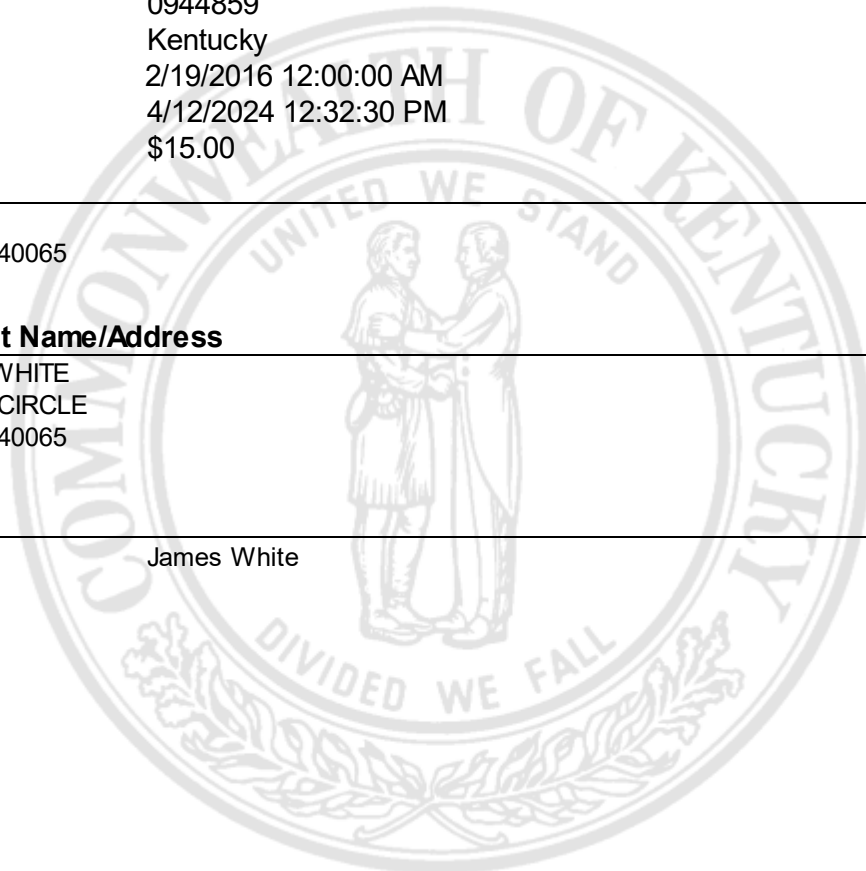 0944859
Kentucky
2/19/2016 12:00:00 AM
4/12/2024 12:32:30 PM
$15.00
40065
t Name/Address
WHITE
CIRCLE
40065
James White
COMMONWEALTH OF KENTUCKY
UNITED WE STAND
DIVIDED WE FALL